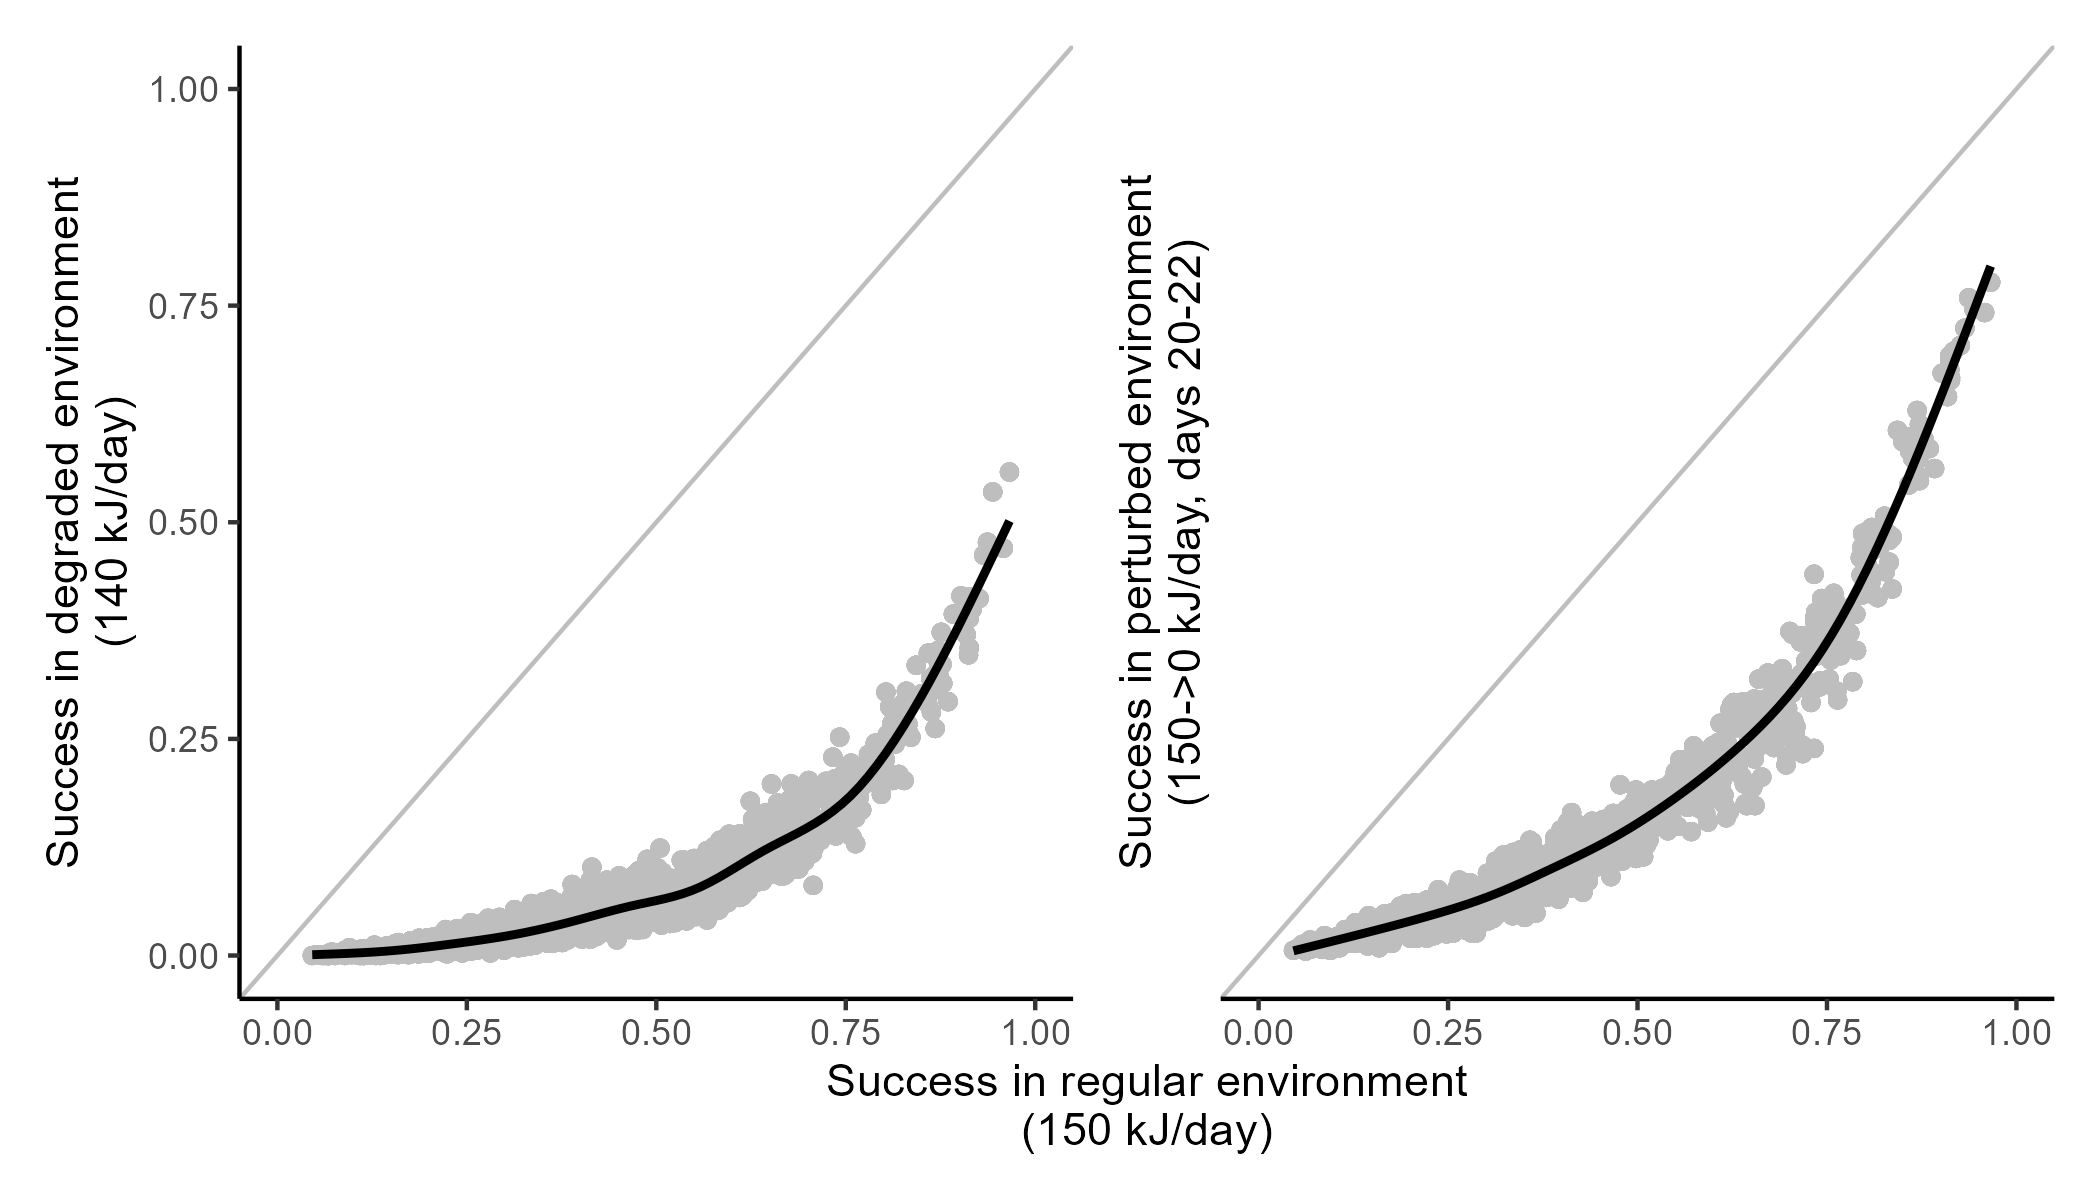 Success in degraded environment
(140 kJ/day)
1.00
0.75
0.50
0.25
0.00
0.00 0.25 0.50 0.75 1.00
Success in perturbed environment
(150->0 kJ/day, days 20-22)
0.00 0.25 0.50 0.75 1.00
Success in regular environment
(150 kJ/day)